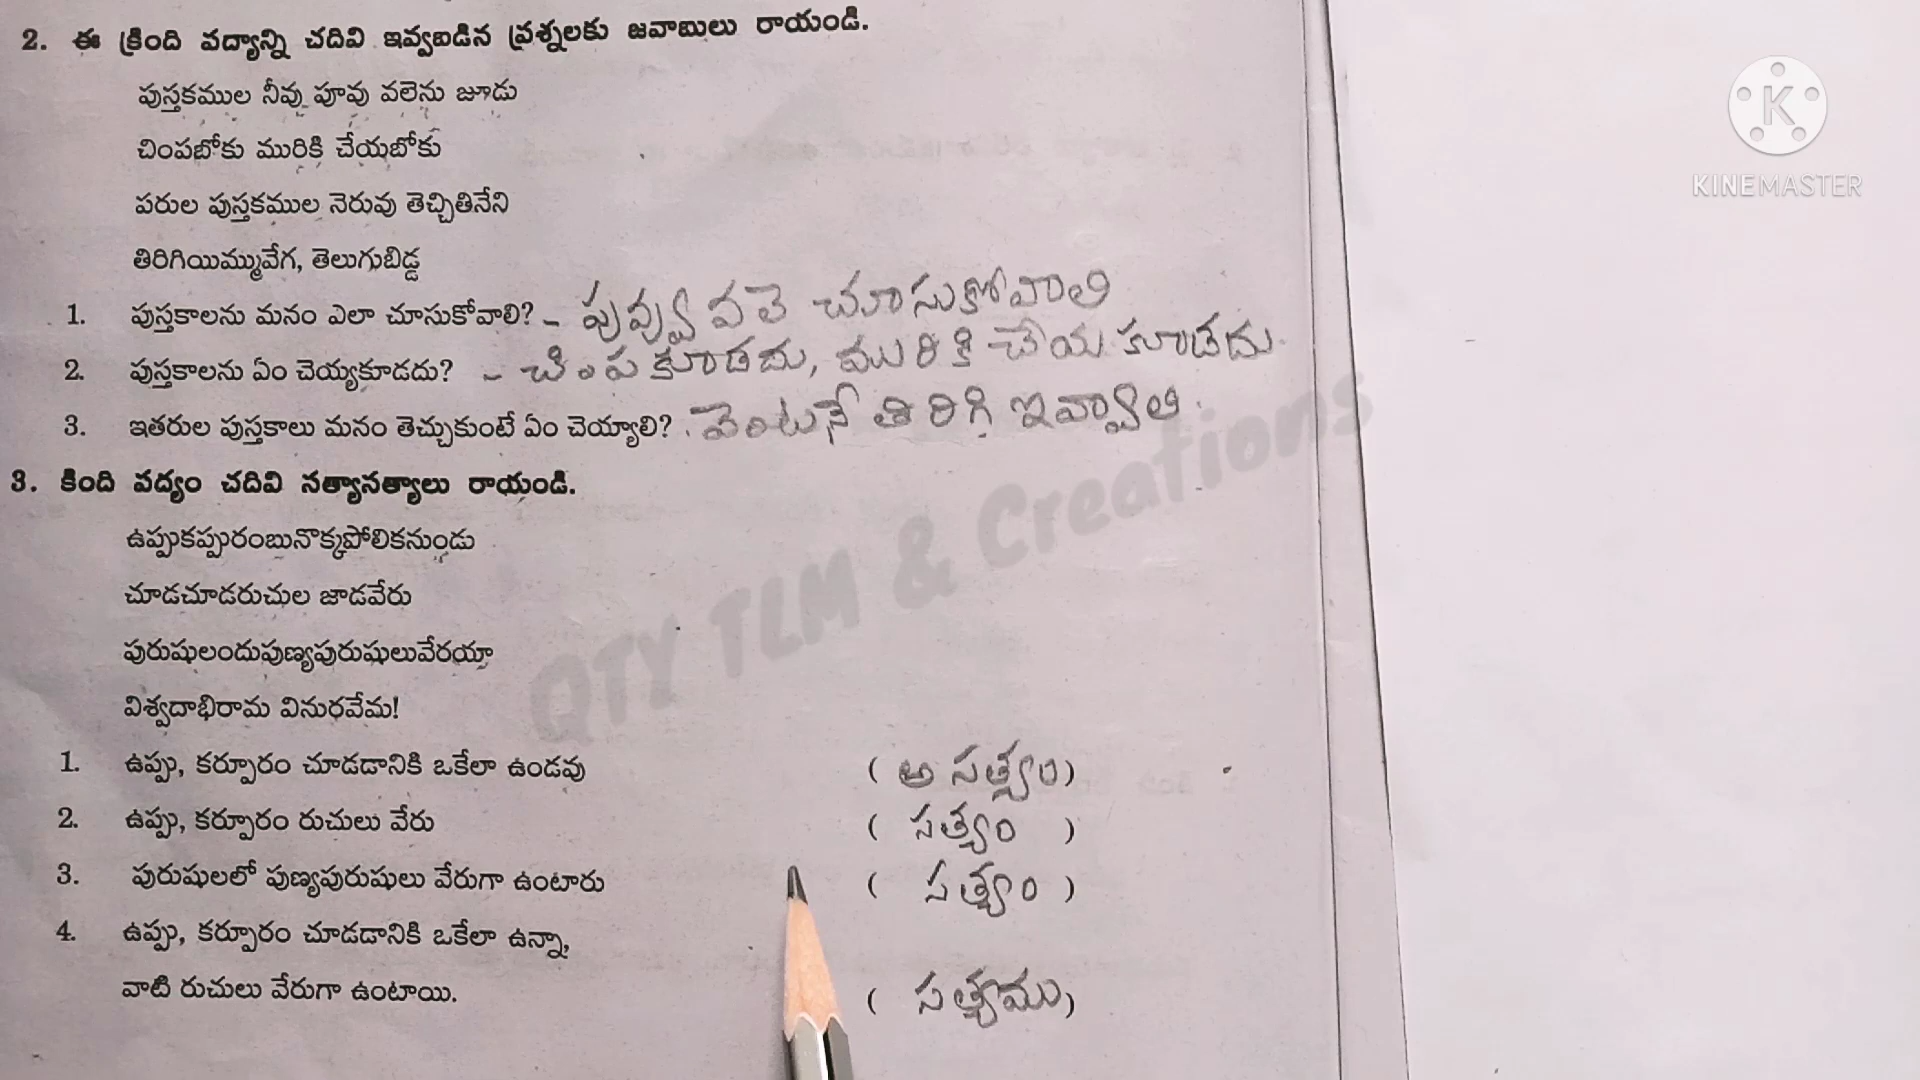 2. ఈ క్రింది పద్యాన్ని చదివి ఇవ్వబడిన ప్రశ్నలకు జవాబులు రాయండి.
పుస్తకముల నీవు పూవు వలెను జూడు
చింపబోకు మురికి చేయబోకు
పరుల పుస్తకముల నెరువు తెచ్చితినేని
తిరిగియిమ్మువేగ, తెలుగుబిడ్డ
1. పుస్తకాలను మనం ఎలా చూసుకోవాలి? - పువ్వు వలె చూసుకోవాలి
2. పుస్తకాలను ఏం చెయ్యకూడదు? - చింపకూడదు, మురికి చేయకూడదు.
3. ఇతరుల పుస్తకాలు మనం తెచ్చుకుంటే ఏం చెయ్యాలి? వెంటనే తిరిగి ఇవ్వాలి.
3. కింది పద్యం చదివి సత్యాసత్యాలు రాయండి.
ఉప్పుకప్పురంబునొక్కపోలికనుండు
చూడచూడరుచుల జాడవేరు
పురుషులందుపుణ్యపురుషులువేరయా
విశ్వదాభిరామ వినురవేమ!
1. ఉప్పు, కర్పూరం చూడడానికి ఒకేలా ఉండవు ( అసత్యం )
2. ఉప్పు, కర్పూరం రుచులు వేరు ( సత్యం )
3. పురుషులలో పుణ్యపురుషులు వేరుగా ఉంటారు ( సత్యం )
4. ఉప్పు, కర్పూరం చూడడానికి ఒకేలా ఉన్నా,
వాటి రుచులు వేరుగా ఉంటాయి. ( సత్యము )
KINEMASTER
QTY TLM & Creations